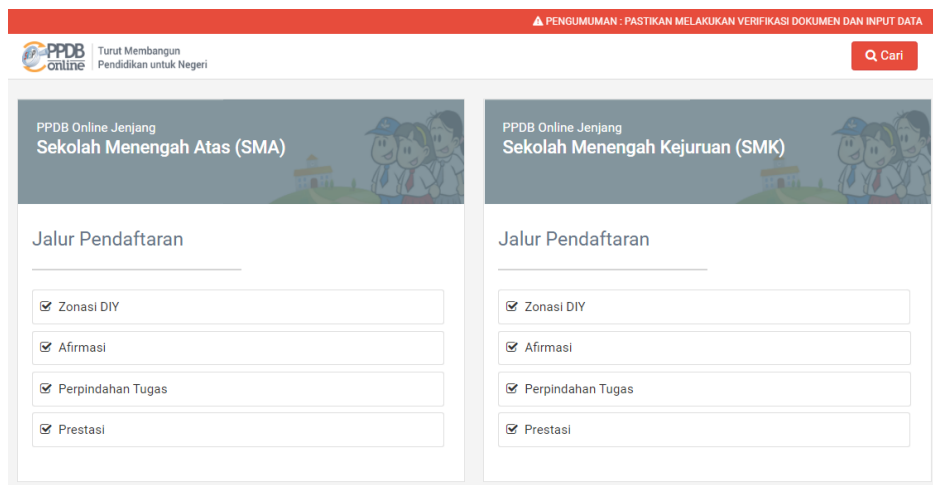 PENGUMUMAN : PASTIKAN MELAKUKAN VERIFIKASI DOKUMEN DAN INPUT DATA
PPDB
online
Turut Membangun
Pendidikan untuk Negeri
Cari
PPDB Online Jenjang
Sekolah Menengah Atas (SMA)
Jalur Pendaftaran
Zonasi DIY
Afirmasi
Perpindahan Tugas
Prestasi
PPDB Online Jenjang
Sekolah Menengah Kejuruan (SMK)
Jalur Pendaftaran
Zonasi DIY
Afirmasi
Perpindahan Tugas
Prestasi